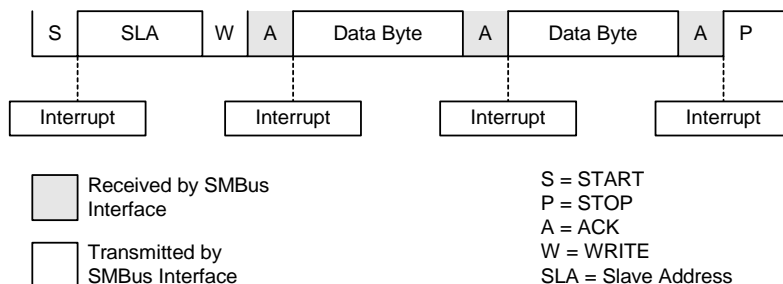 S SLA W A Data Byte A Data Byte A P
Interrupt Interrupt Interrupt Interrupt
Received by SMBus
Interface
Transmitted by
SMBus Interface
S = START
P = STOP
A = ACK
W = WRITE
SLA = Slave Address